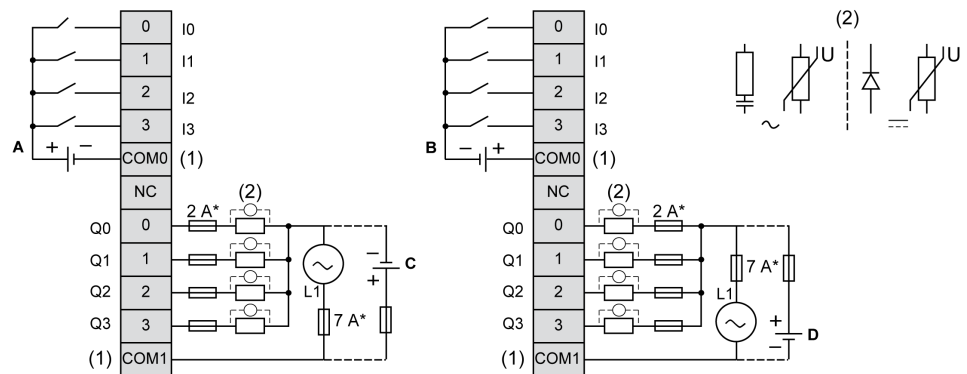 0 I0
1 I1
2 I2
3 I3
A + − COM0 (1)
NC
(2)
2 A*
Q0 0
Q1 1
Q2 2
Q3 3
(1) COM1
L1
7 A*
− C
+
0 I0
1 I1
2 I2
3 I3
B − + COM0 (1)
NC
(2)
2 A*
Q0 0
Q1 1
Q2 2
Q3 3
(1) COM1
7 A*
L1
+ D
−
(2)
U U